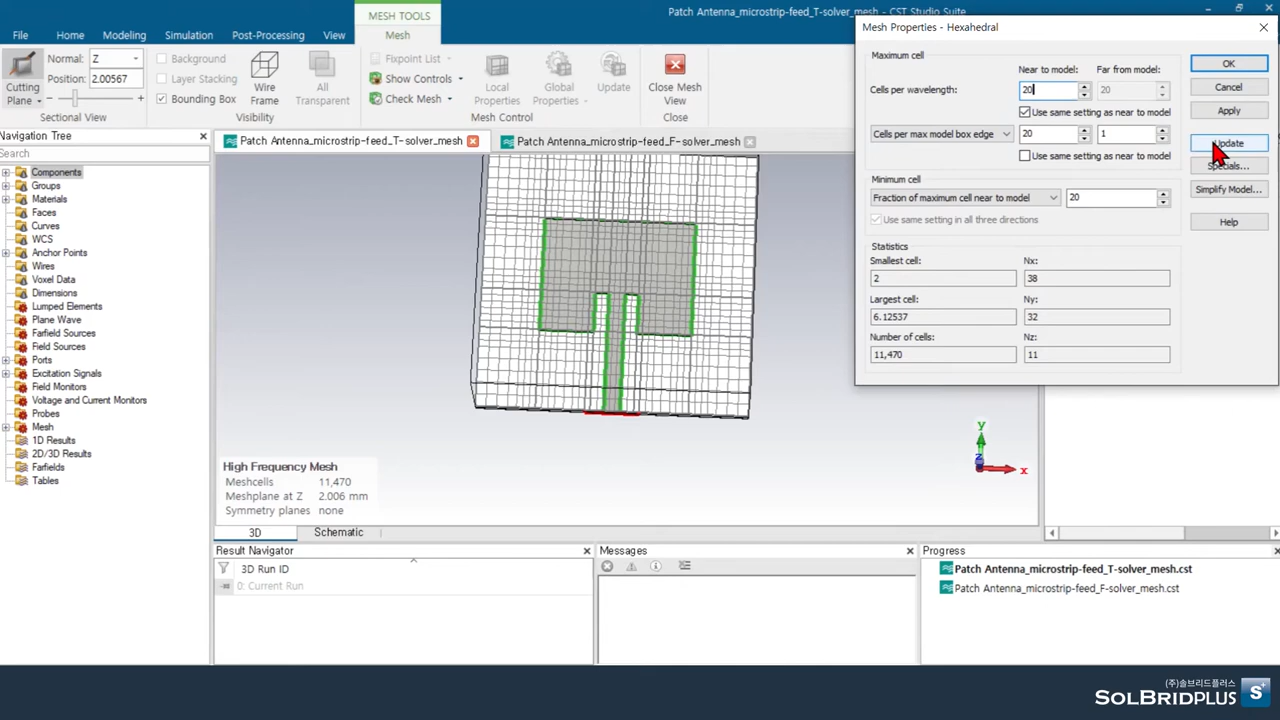 MESH TOOLS
Patch Antenna_microstrip-feed_T-solver_mesh - CST Studio Suite
File
Home
Modeling
Simulation
Post-Processing
View
Mesh
Cutting
Plane
Normal:
Z
Position:
2.00567
Sectional View
Background
Layer Stacking
Bounding Box
Wire
Frame
All
Transparent
Visibility
Fixpoint List
Show Controls
Check Mesh
Local
Properties
Global
Properties
Update
Mesh Control
Close Mesh
View
Close
Navigation Tree
Search
Components
Groups
Materials
Faces
Curves
WCS
Anchor Points
Wires
Voxel Data
Dimensions
Lumped Elements
Plane Wave
Farfield Sources
Field Sources
Ports
Excitation Signals
Field Monitors
Voltage and Current Monitors
Probes
Mesh
1D Results
2D/3D Results
Farfields
Tables
Patch Antenna_microstrip-feed_T-solver_mesh
Patch Antenna_microstrip-feed_F-solver_mesh
High Frequency Mesh
Meshcells 11,470
Meshplane at Z 2.006 mm
Symmetry planes none
y
z
x
3D
Schematic
Mesh Properties - Hexahedral
Maximum cell
Near to model:
Far from model:
Cells per wavelength:
20
20
Use same setting as near to model
Cells per max model box edge
20
1
Use same setting as near to model
Minimum cell
Fraction of maximum cell near to model
20
Use same setting in all three directions
Statistics
Smallest cell:
Nx:
2
38
Largest cell:
Ny:
6.12537
32
Number of cells:
Nz:
11,470
11
OK
Cancel
Apply
Update
Specials...
Simplify Model...
Help
Result Navigator
3D Run ID
0: Current Run
Messages
Progress
Patch Antenna_microstrip-feed_T-solver_mesh.cst
Patch Antenna_microstrip-feed_F-solver_mesh.cst
(주)솔브리드플러스
SOLBRIDPLUS
S+